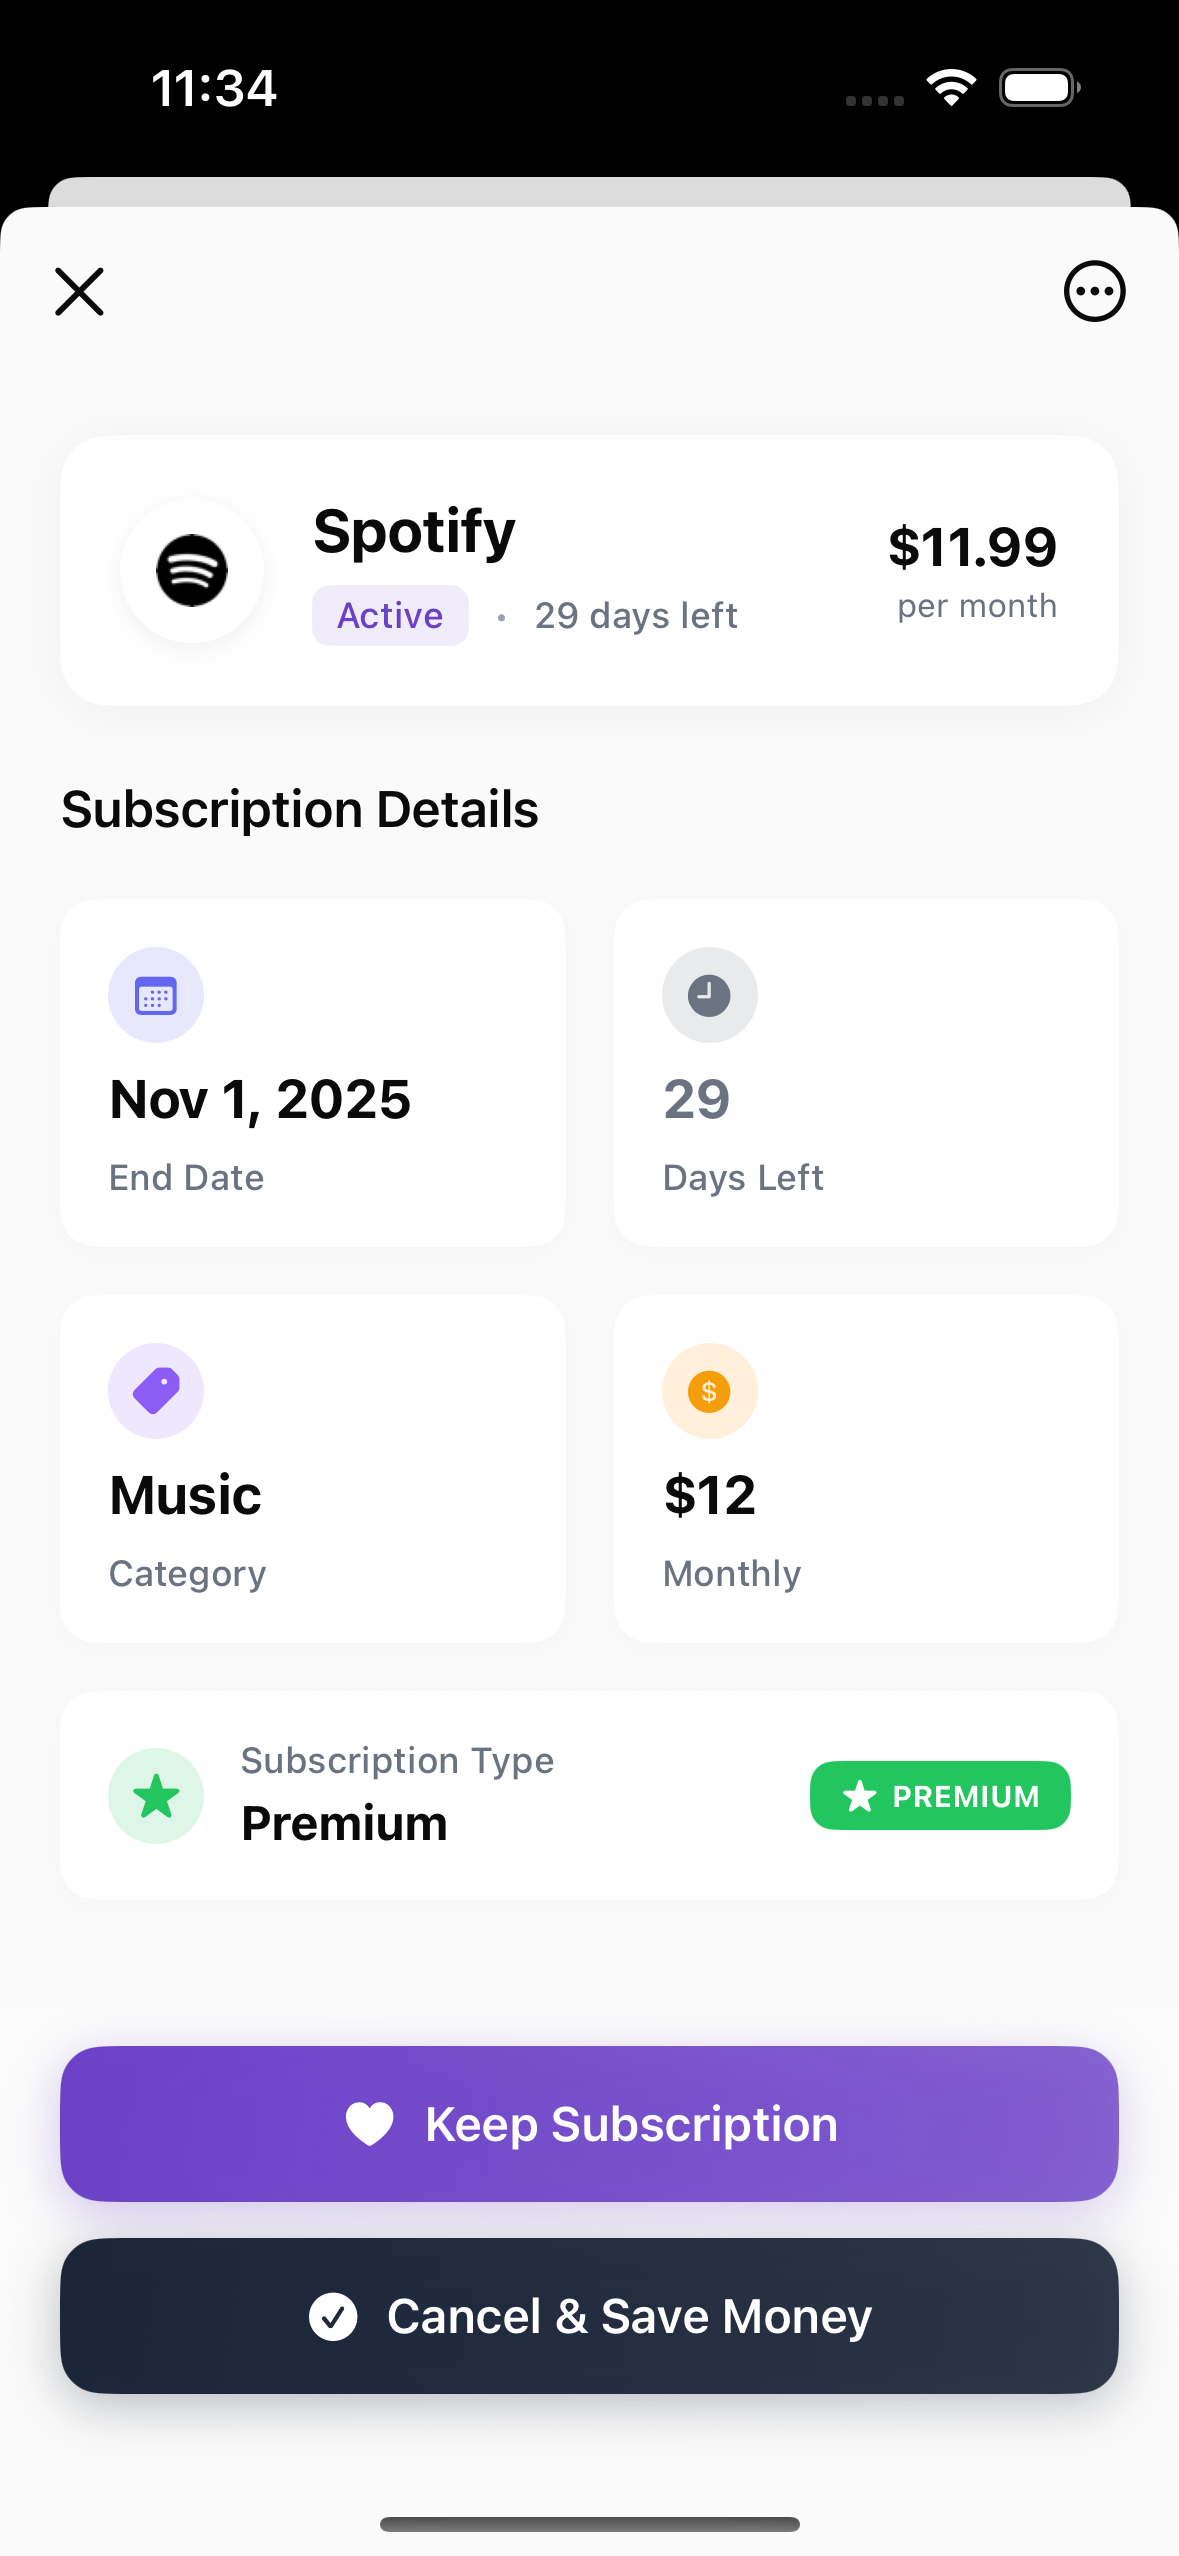 11:34
Spotify
Active • 29 days left
$11.99
per month
Subscription Details
Nov 1, 2025
End Date
29
Days Left
Music
Category
$
$12
Monthly
Subscription Type
Premium
PREMIUM
Keep Subscription
Cancel & Save Money